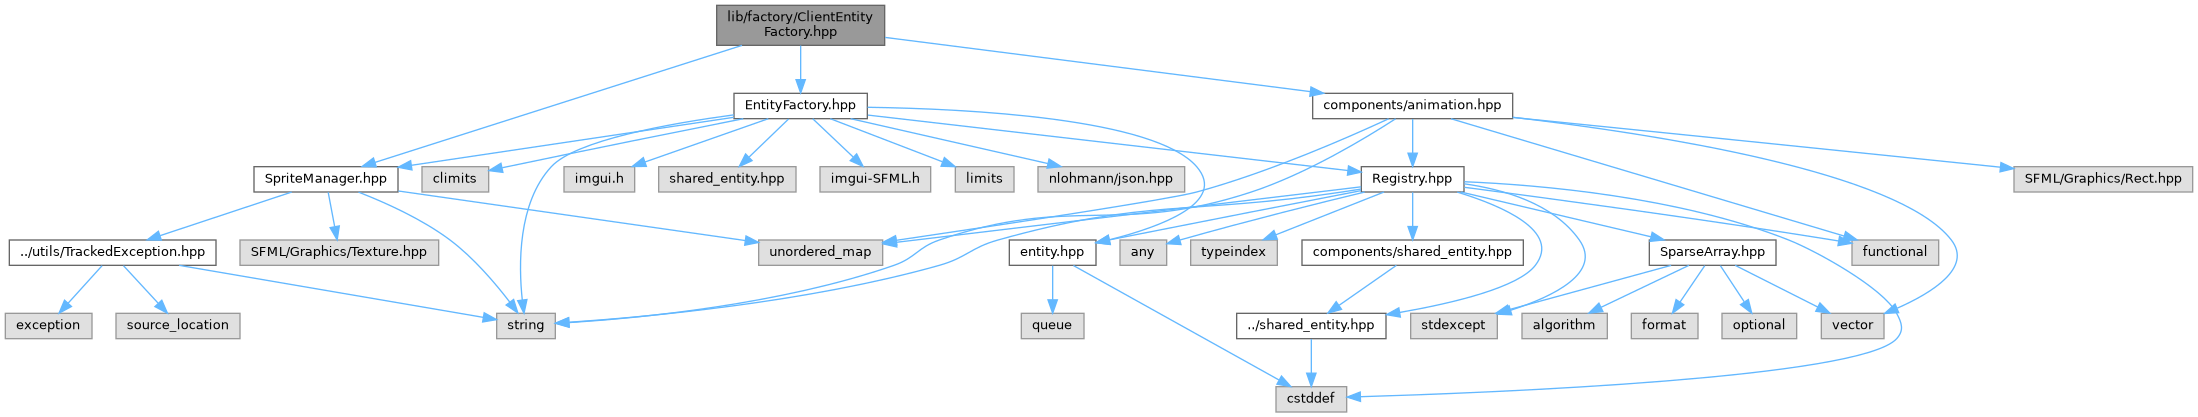 lib/factory/ClientEntity
Factory.hpp
EntityFactory.hpp
components/animation.hpp
SpriteManager.hpp
climits
imgui.h
shared_entity.hpp
imgui-SFML.h
limits
nlohmann/json.hpp
Registry.hpp
SFML/Graphics/Rect.hpp
../utils/TrackedException.hpp
SFML/Graphics/Texture.hpp
unordered_map
entity.hpp
any
typeindex
components/shared_entity.hpp
SparseArray.hpp
functional
exception
source_location
string
queue
../shared_entity.hpp
stdexcept
algorithm
format
optional
vector
cstddef